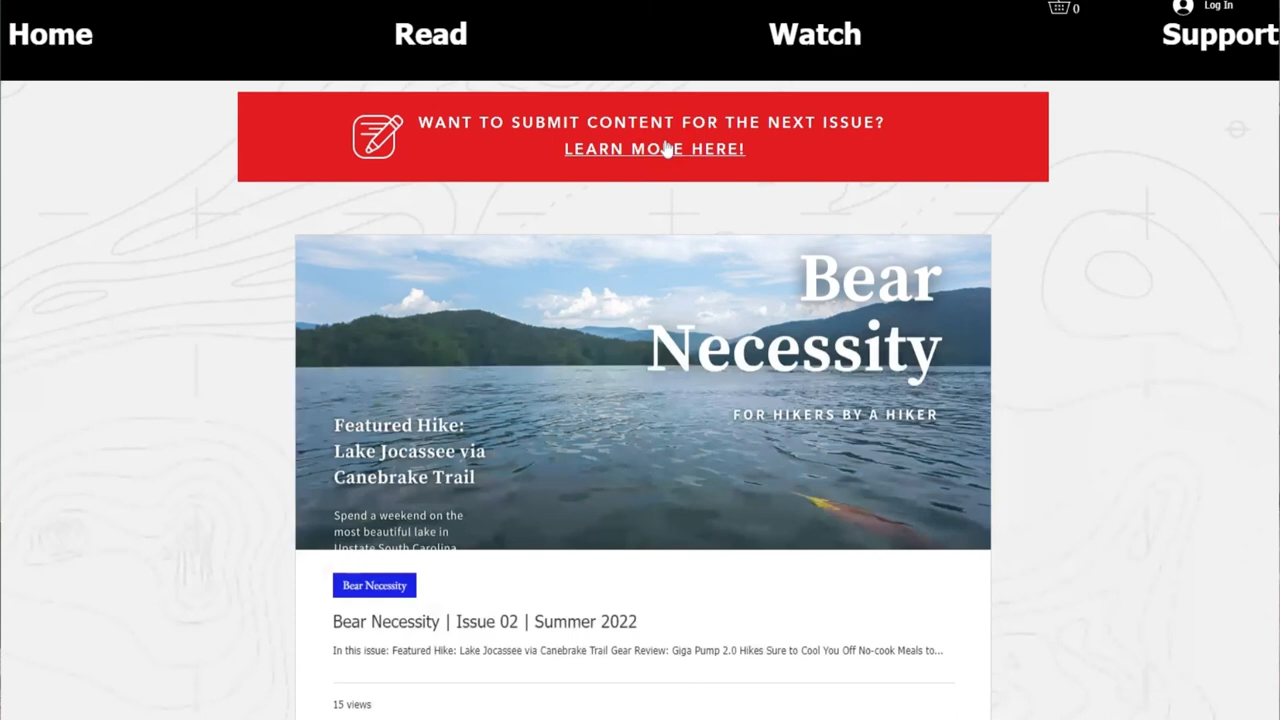 0
Log In
Home
Read
Watch
Support
WANT TO SUBMIT CONTENT FOR THE NEXT ISSUE?
LEARN MORE HERE!
Bear
Necessity
FOR HIKERS BY A HIKER
Featured Hike:
Lake Jocassee via
Canebrake Trail
Spend a weekend on the
most beautiful lake in
Upstate South Carolina
Bear Necessity
Bear Necessity | Issue 02 | Summer 2022
In this issue: Featured Hike: Lake Jocassee via Canebrake Trail Gear Review: Giga Pump 2.0 Hikes Sure to Cool You Off No-cook Meals to...
15 views